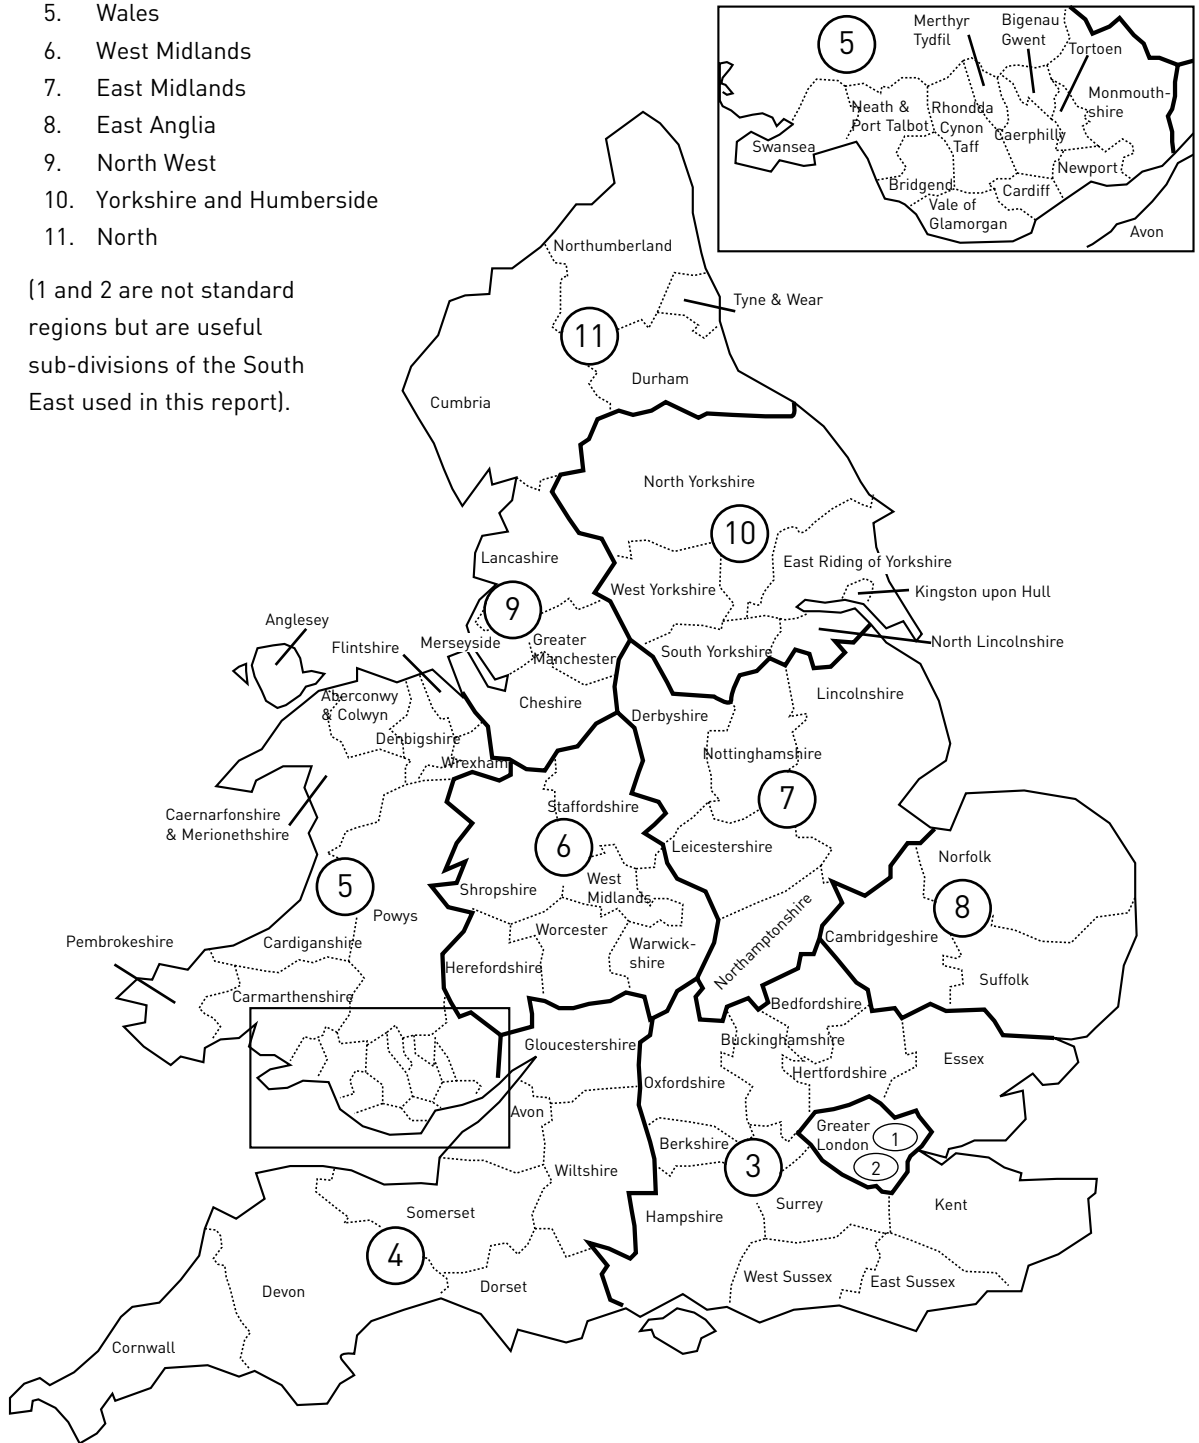 5. Wales
6. West Midlands
7. East Midlands
8. East Anglia
9. North West
10. Yorkshire and Humberside
11. North
(1 and 2 are not standard
regions but are useful
sub-divisions of the South
East used in this report).
5
Merthyr
Tydfil
Bigenau
Gwent
Tortoen
Monmouth-
shire
Neath &
Port Talbot
Rhondda
Cynon
Taff
Caerphilly
Swansea
Newport
Bridgend
Cardiff
Vale of
Glamorgan
Avon
Northumberland
Tyne & Wear
11
Durham
Cumbria
North Yorkshire
10
Lancashire
East Riding of Yorkshire
West Yorkshire
Kingston upon Hull
9
Anglesey
Flintshire
Merseyside
Greater
Manchester
South Yorkshire
North Lincolnshire
Aberconwy
& Colwyn
Cheshire
Derbyshire
Lincolnshire
Denbigshire
Wrexham
Nottinghamshire
7
Caernarfonshire
& Merionethshire
Staffordshire
6
Leicestershire
Norfolk
5
Shropshire
West
Midlands
8
Powys
Pembrokeshire
Cardiganshire
Worcester
Warwick-
shire
Northamptonshire
Cambridgeshire
Herefordshire
Suffolk
Carmarthenshire
Bedfordshire
Gloucestershire
Buckinghamshire
Essex
Oxfordshire
Hertfordshire
Avon
Greater
London
1
2
Berkshire
3
Wiltshire
Somerset
Hampshire
Surrey
Kent
4
Devon
Dorset
West Sussex
East Sussex
Cornwall